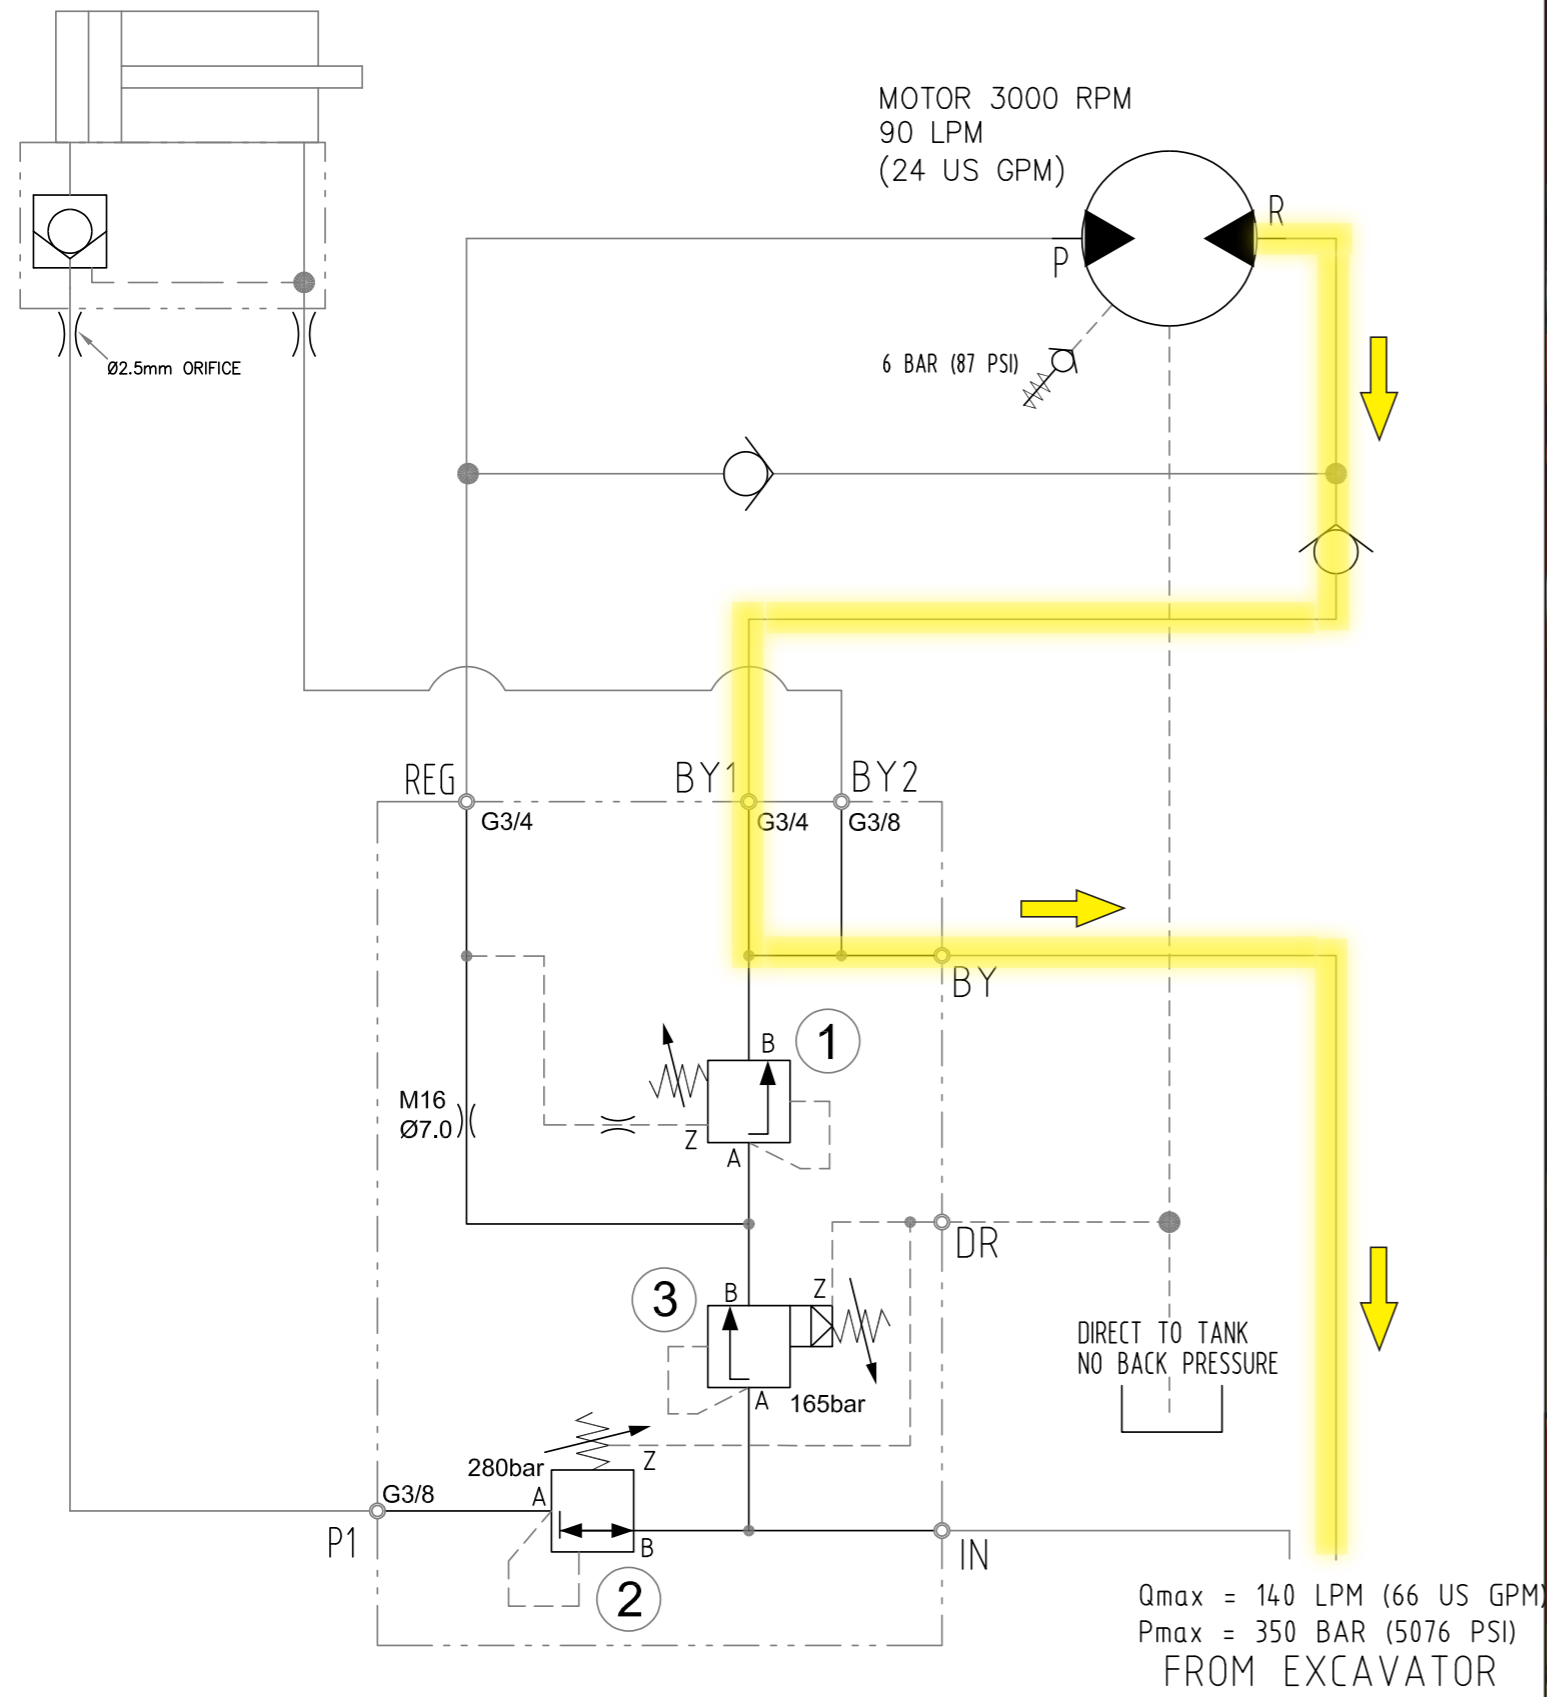 MOTOR 3000 RPM
90 LPM
(24 US GPM)
R
P
6 BAR (87 PSI)
Ø2.5mm ORIFICE
REG
BY1
BY2
G3/4
G3/4
G3/8
BY
B
1
M16
Ø7.0
Z
A
DR
3
B
Z
DIRECT TO TANK
NO BACK PRESSURE
A
165bar
280bar
Z
G3/8
A
P1
B
IN
2
Qmax = 140 LPM (66 US GPM)
Pmax = 350 BAR (5076 PSI)
FROM EXCAVATOR